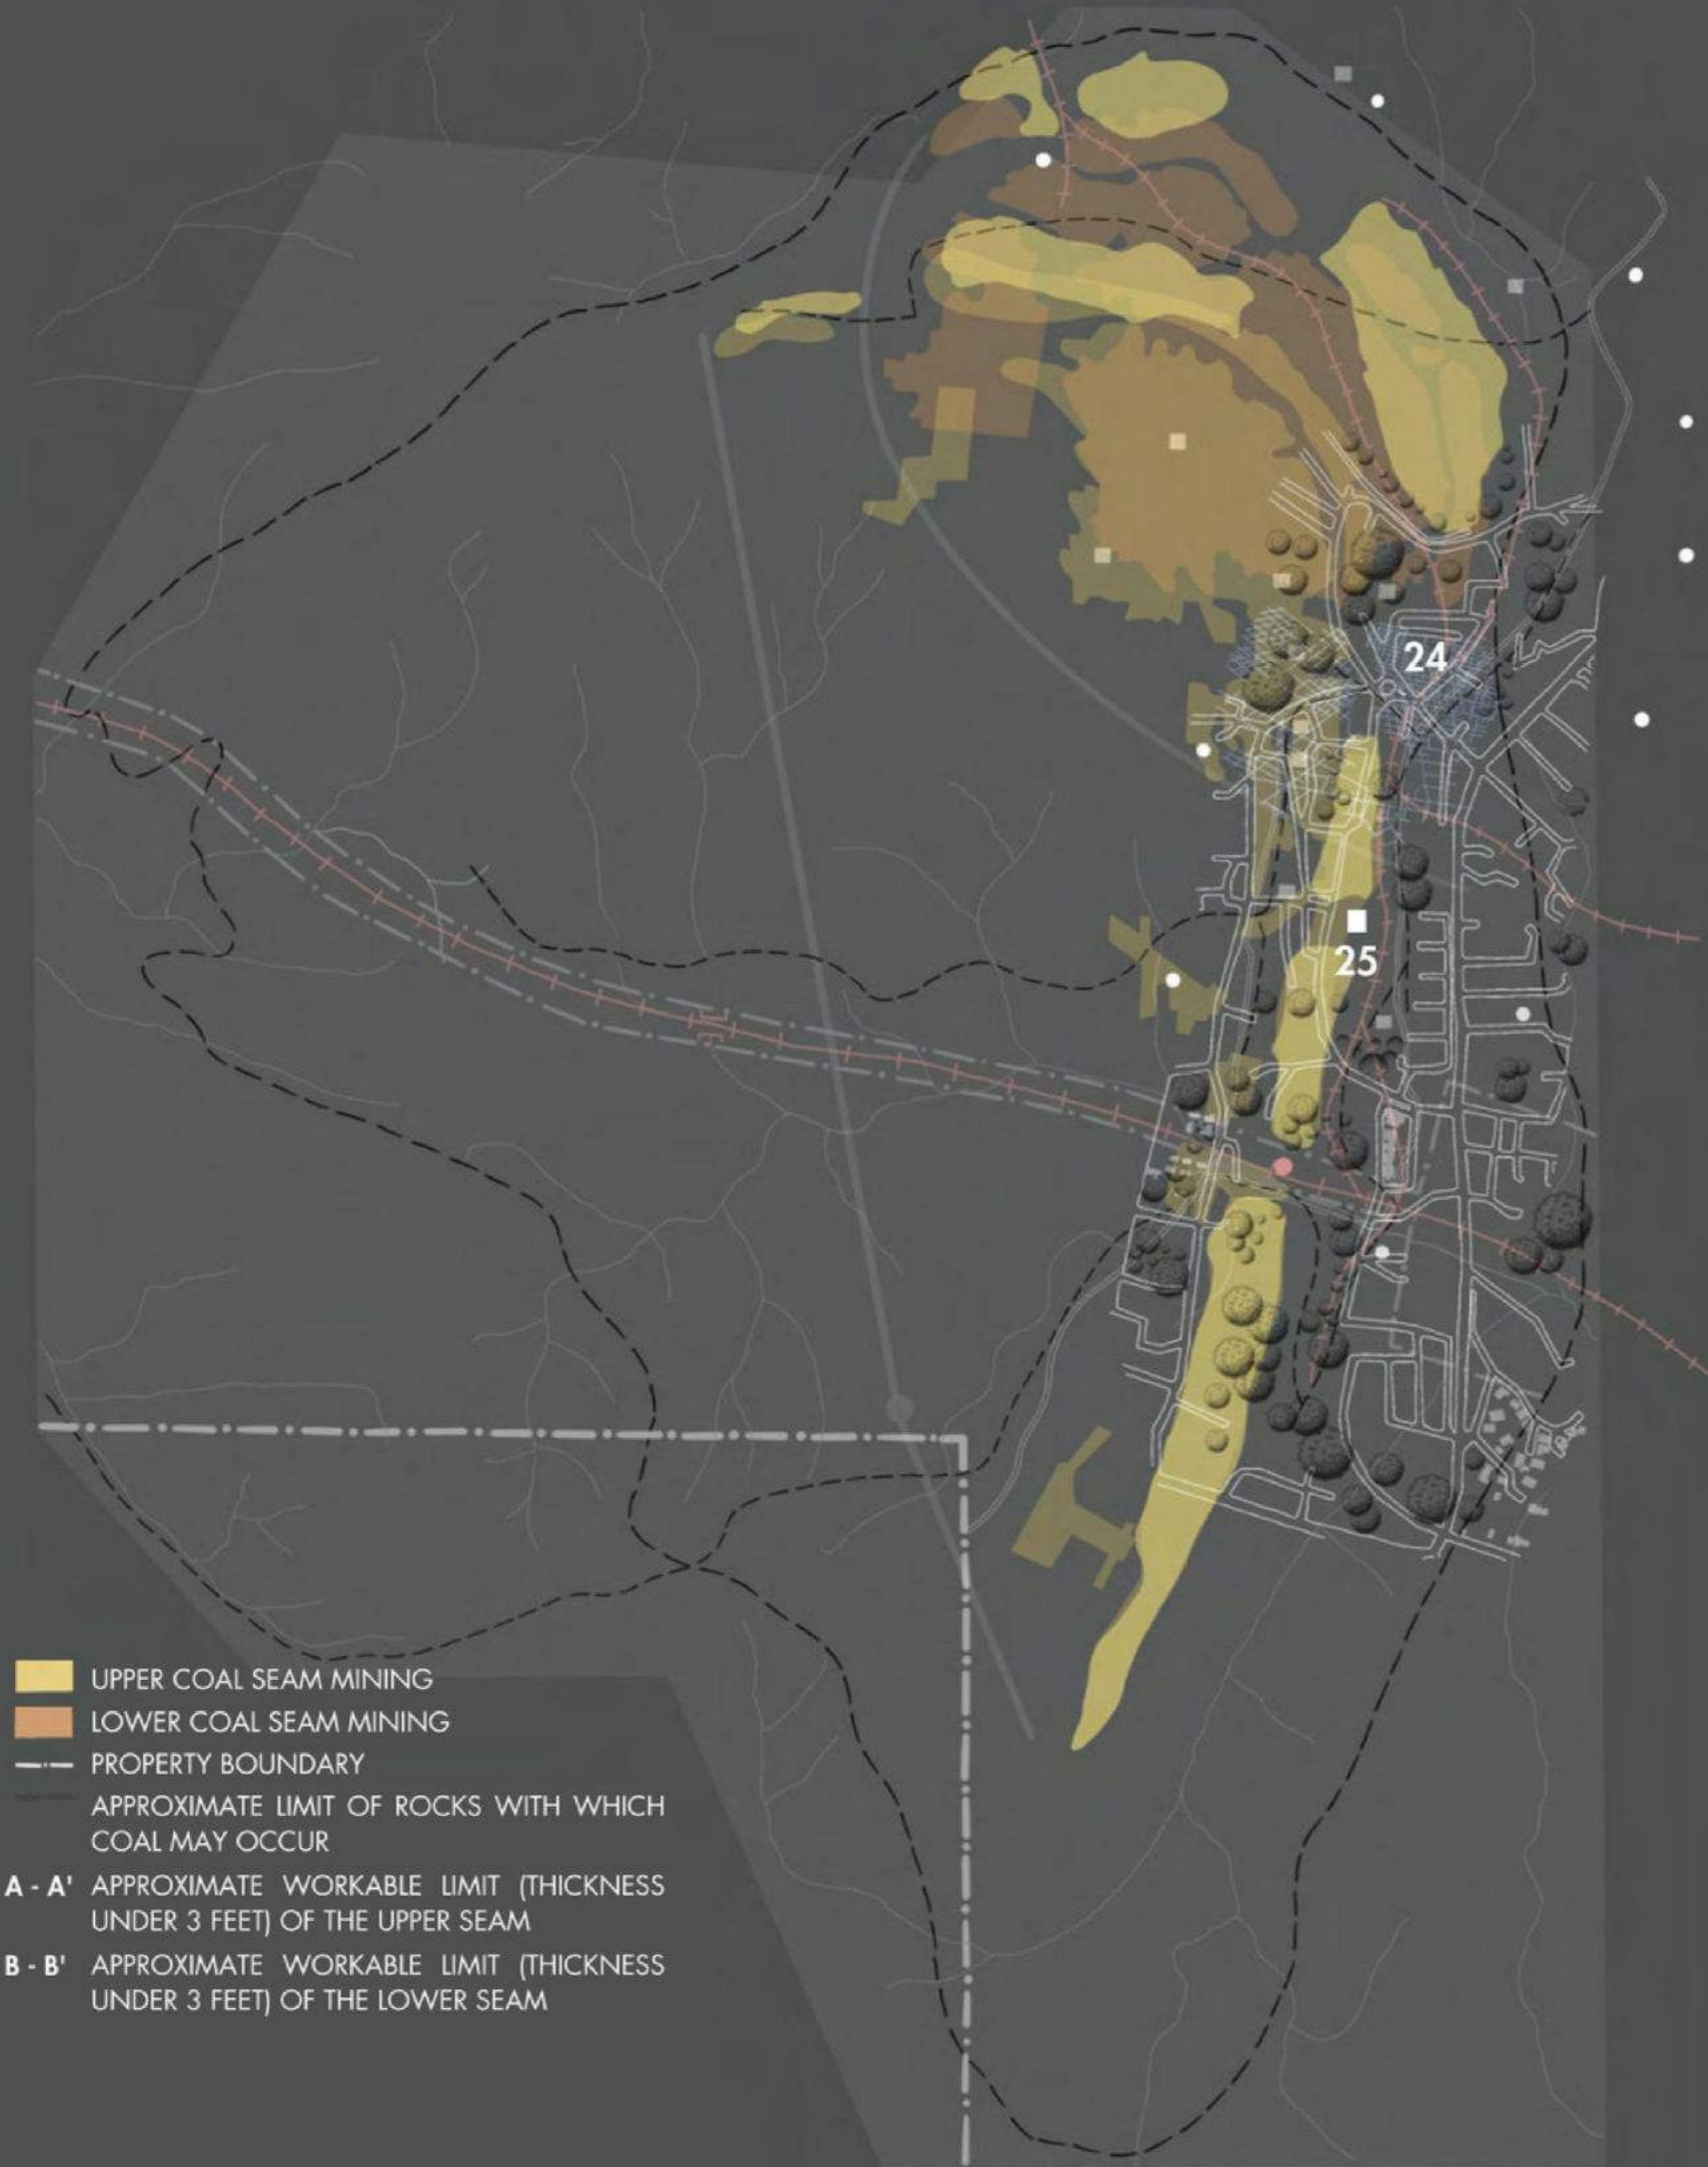 24
25
UPPER COAL SEAM MINING
LOWER COAL SEAM MINING
PROPERTY BOUNDARY
APPROXIMATE LIMIT OF ROCKS WITH WHICH
COAL MAY OCCUR
A - A' APPROXIMATE WORKABLE LIMIT (THICKNESS
UNDER 3 FEET) OF THE UPPER SEAM
B - B' APPROXIMATE WORKABLE LIMIT (THICKNESS
UNDER 3 FEET) OF THE LOWER SEAM